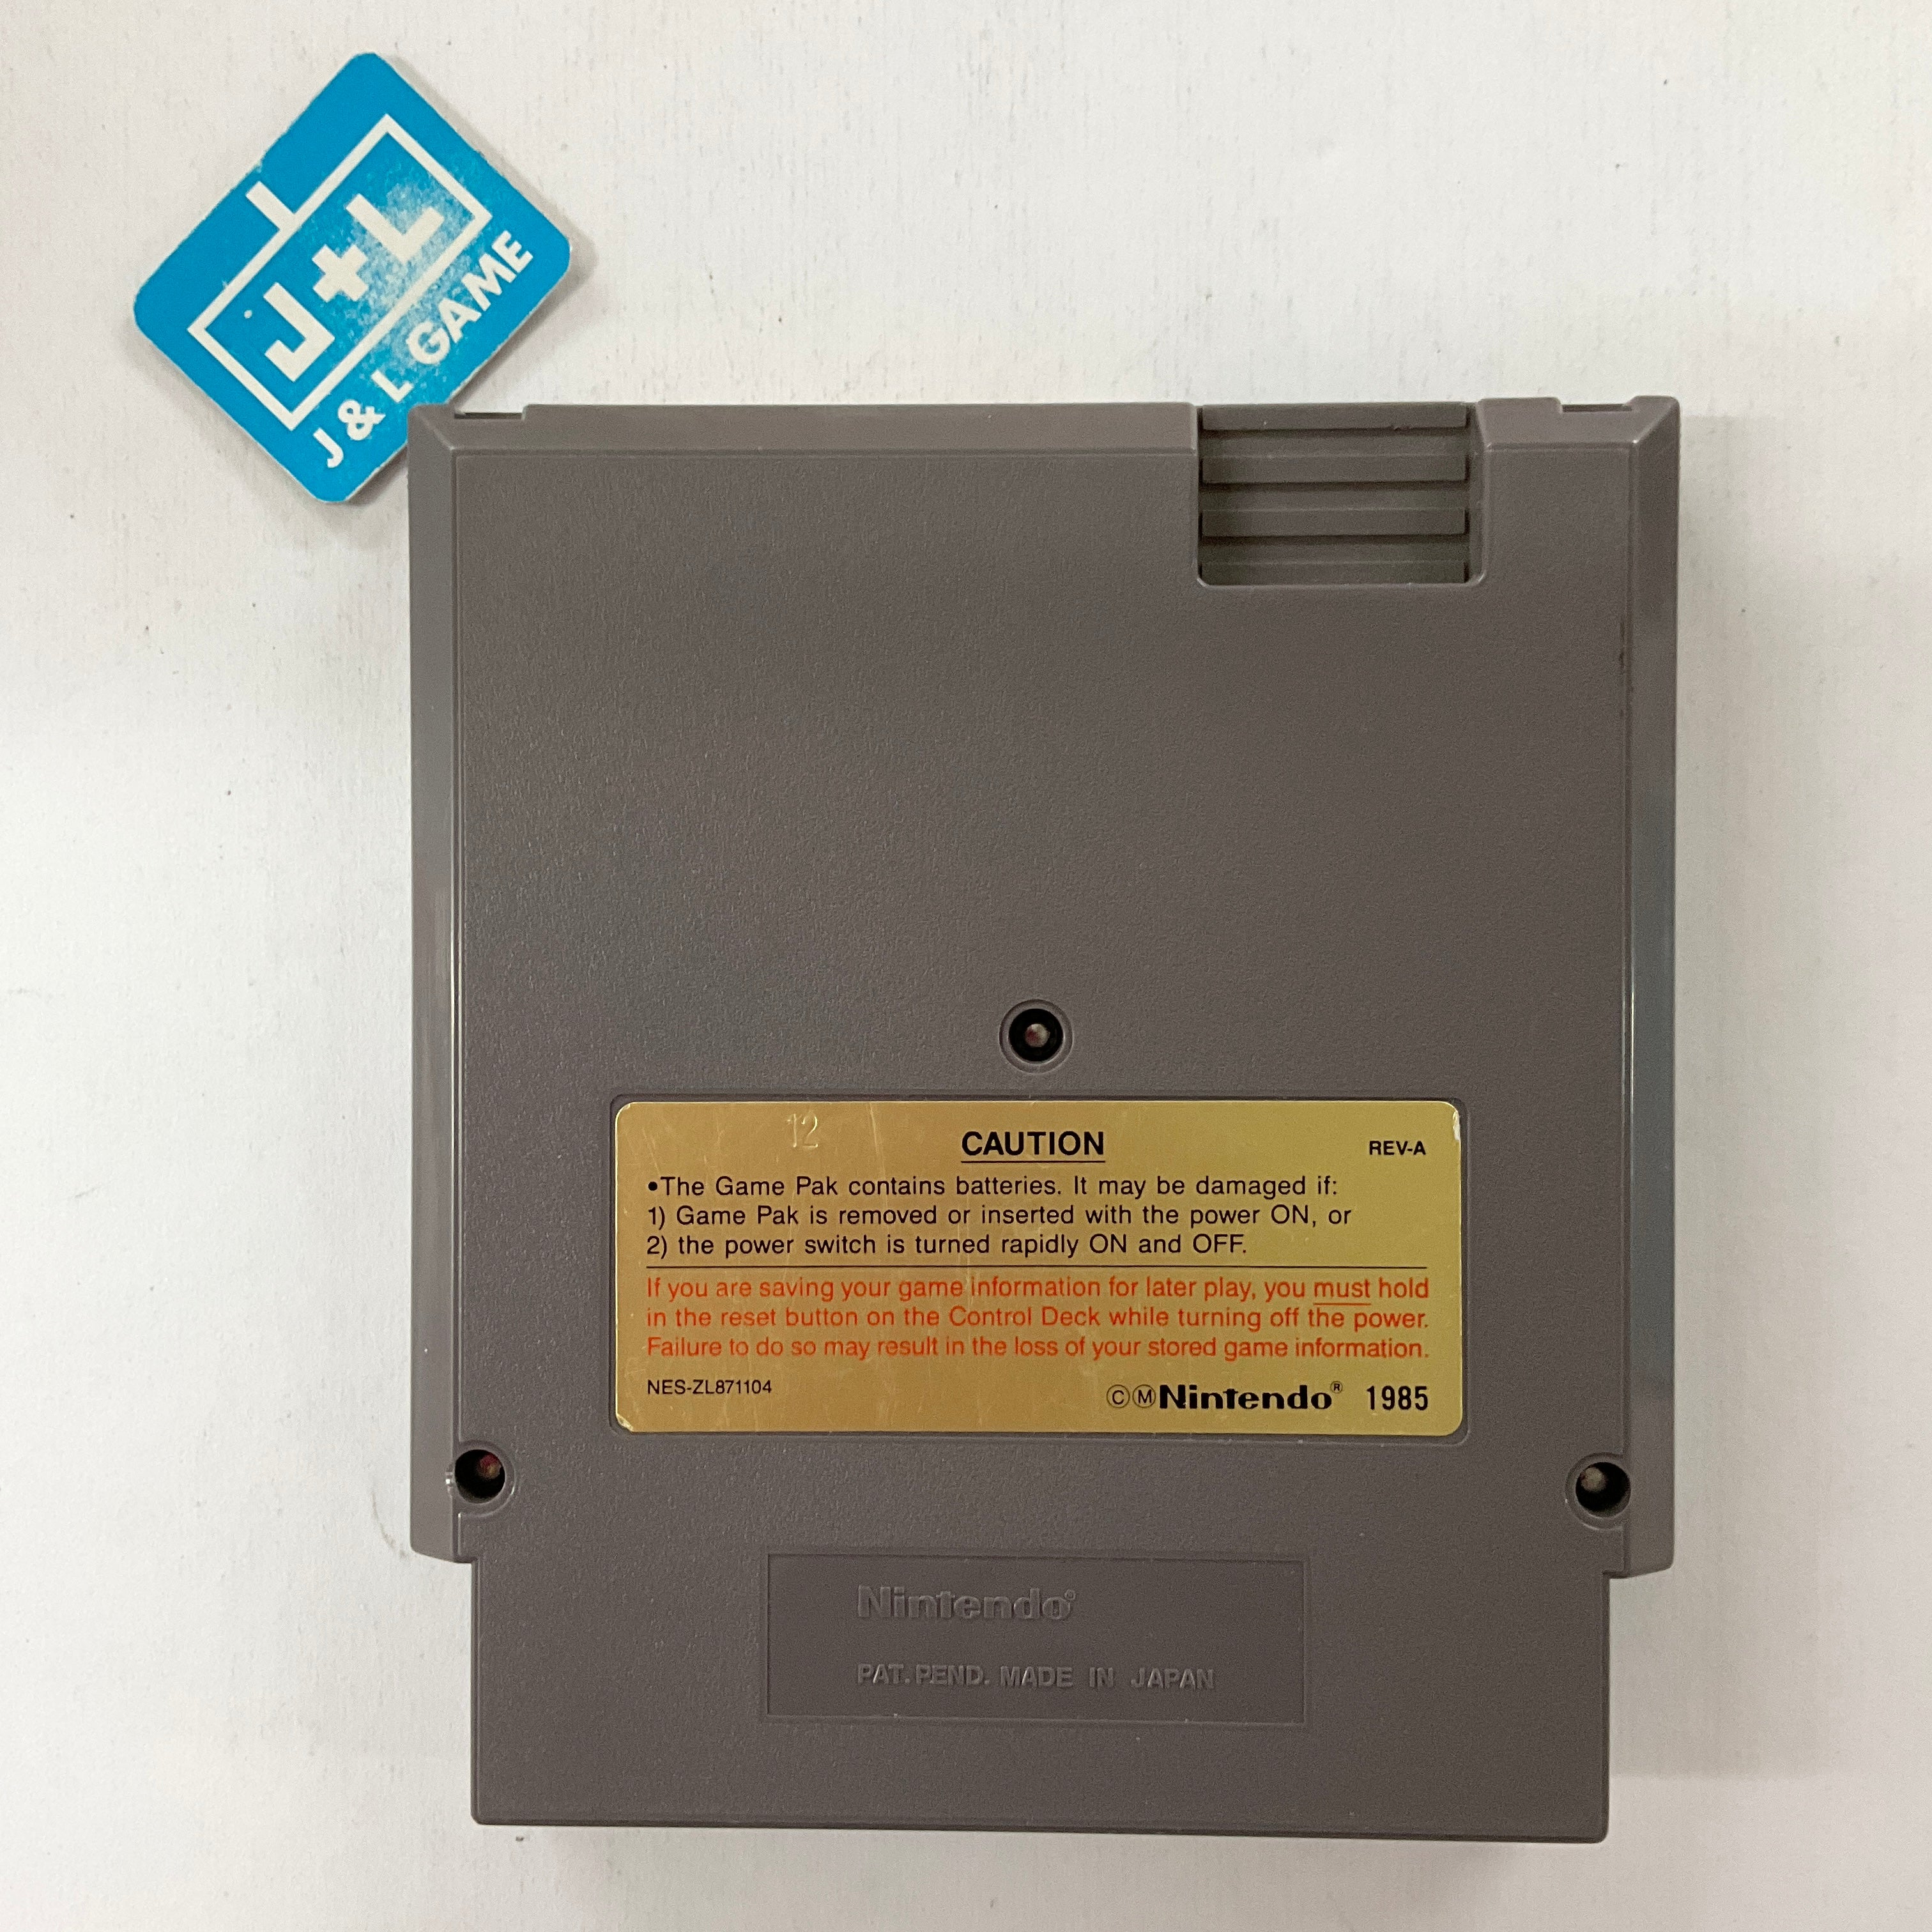 J+L
J & L GAME
12
CAUTION
REV-A
•The Game Pak contains batteries. It may be damaged if:
1) Game Pak is removed or inserted with the power ON, or
2) the power switch is turned rapidly ON and OFF.
If you are saving your game information for later play, you must hold
in the reset button on the Control Deck while turning off the power.
Failure to do so may result in the loss of your stored game information.
NES-ZL871104
ⒸⓂNintendo® 1985
Nintendo®
PAT. PEND. MADE IN JAPAN